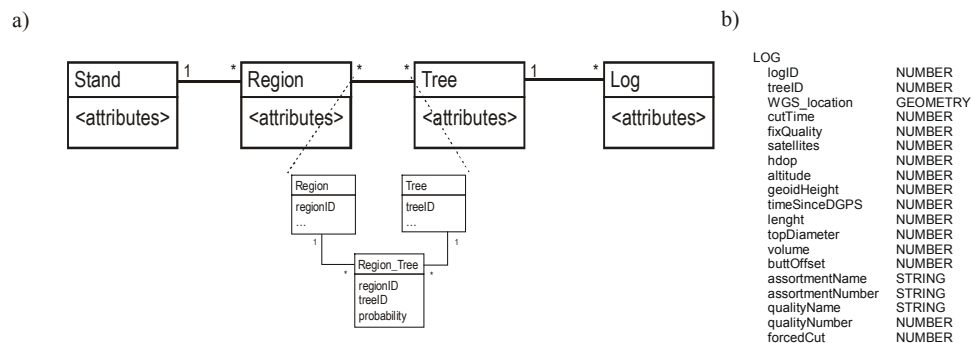 a)
b)
Stand
<attributes>
1
*
Region
<attributes>
*
*
Tree
<attributes>
1
*
Log
<attributes>
Region
regionID
...
Tree
treeID
...
1
1
*
*
Region_Tree
regionID
treeID
probability
LOG
logID NUMBER
treeID NUMBER
WGS_location GEOMETRY
cutTime NUMBER
fixQuality NUMBER
satellites NUMBER
hdop NUMBER
altitude NUMBER
geoidHeight NUMBER
timeSinceDGPS NUMBER
lenght NUMBER
topDiameter NUMBER
volume NUMBER
buttOffset NUMBER
assortmentName STRING
assortmentNumber STRING
qualityName STRING
qualityNumber NUMBER
forcedCut NUMBER